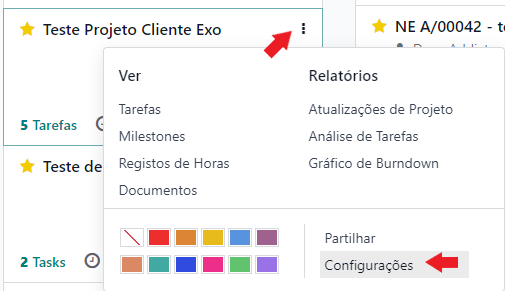 Teste Projeto Cliente Exo
NE A/00042 - te
Ver
Relatórios
Tarefas
Atualizações de Projeto
Milestones
Análise de Tarefas
Registos de Horas
Gráfico de Burndown
Documentos
5 Tarefas
Teste de
Partilhar
Configurações
2 Tasks